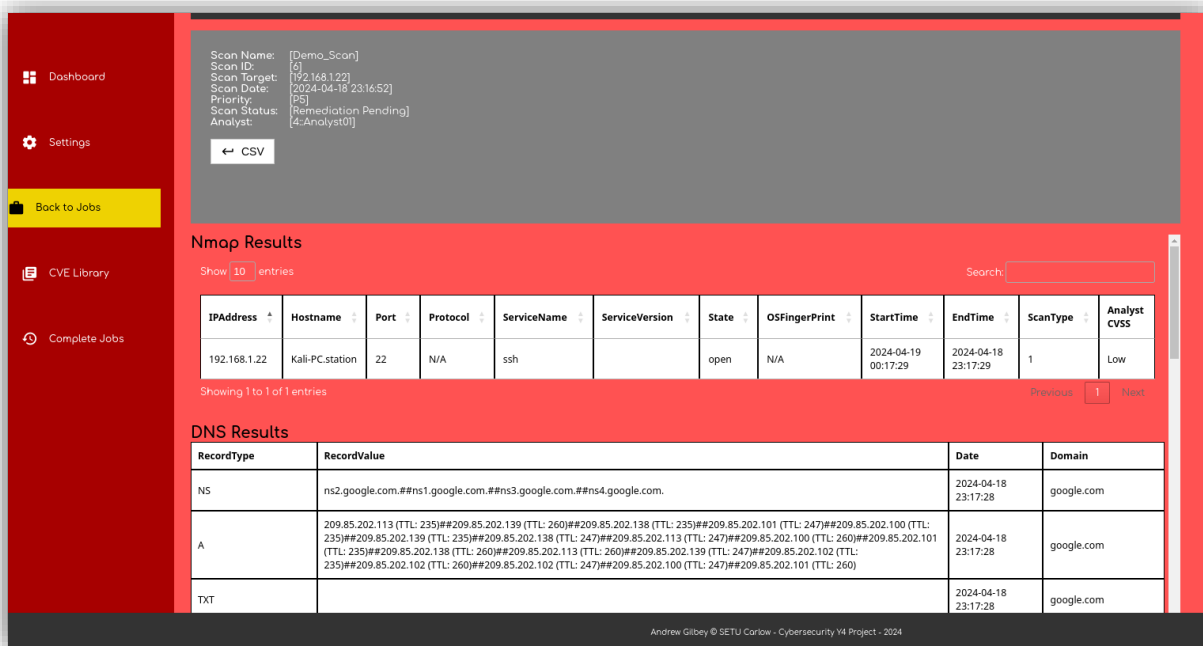 Dashboard
Settings
Back to Jobs
CVE Library
Complete Jobs
Scan Name: [Demo_Scan]
Scan ID: [6]
Scan Target: [192.168.1.22]
Scan Date: [2024-04-18 23:16:52]
Priority: [P5]
Scan Status: [Remediation Pending]
Analyst: [4::Analyst01]
CSV
Nmap Results
Show 10 entries Search:
IPAddress Hostname Port Protocol ServiceName ServiceVersion State OSFingerPrint StartTime EndTime ScanType Analyst CVSS
192.168.1.22 Kali-PC.station 22 N/A ssh open N/A 2024-04-19 00:17:29 2024-04-18 23:17:29 1 Low
Showing 1 to 1 of 1 entries Previous 1 Next
DNS Results
RecordType RecordValue Date Domain
NS ns2.google.com.##ns1.google.com.##ns3.google.com.##ns4.google.com. 2024-04-18 23:17:28 google.com
A
209.85.202.113 (TTL: 235)##209.85.202.139 (TTL: 260)##209.85.202.138 (TTL: 235)##209.85.202.101 (TTL: 247)##209.85.202.100 (TTL:
235)##209.85.202.139 (TTL: 235)##209.85.202.138 (TTL: 247)##209.85.202.113 (TTL: 247)##209.85.202.100 (TTL: 260)##209.85.202.101
(TTL: 235)##209.85.202.138 (TTL: 260)##209.85.202.113 (TTL: 260)##209.85.202.139 (TTL: 247)##209.85.202.102 (TTL:
235)##209.85.202.102 (TTL: 260)##209.85.202.102 (TTL: 247)##209.85.202.100 (TTL: 247)##209.85.202.101 (TTL: 260)
2024-04-18 23:17:28 google.com
TXT 2024-04-18 23:17:28 google.com
Andrew Gilbey © SETU Carlow - Cybersecurity Y4 Project - 2024